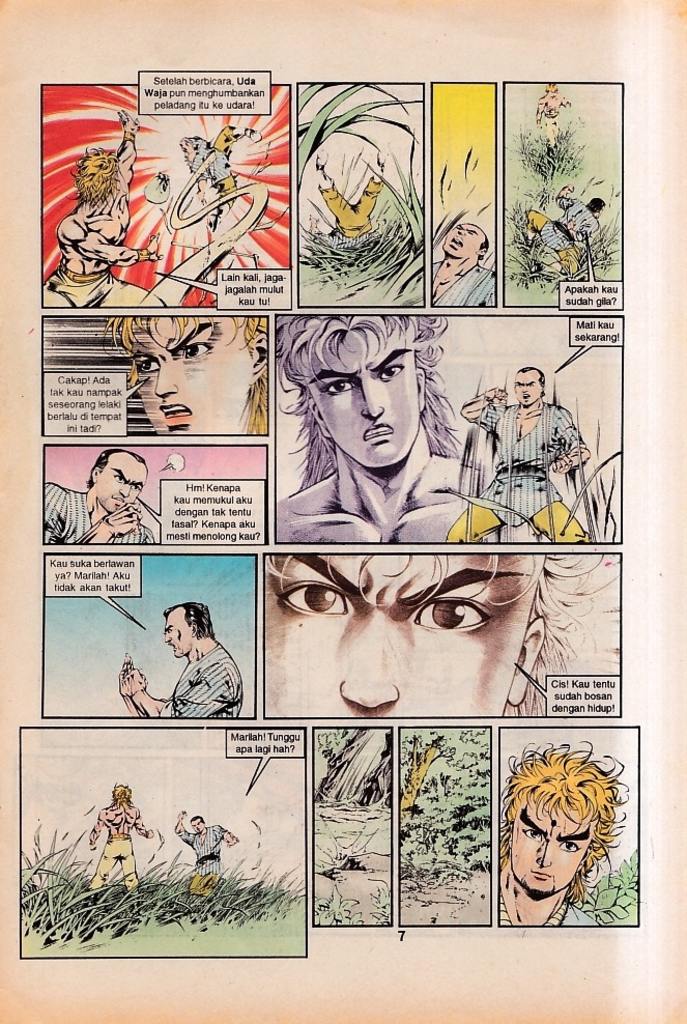 Setelah berbicara, Uda
Waja pun menghumbankan
peladang itu ke udara!
Lain kali, jaga-
jagalah mulut
kau tu!
Apakah kau
sudah gila?
Cakap! Ada
tak kau nampak
seseorang lelaki
berlalu di tempat
ini tadi?
Mati kau
sekarang!
Hm! Kenapa
kau memukul aku
dengan tak tentu
fasal? Kenapa aku
mesti menolong kau?
Kau suka berlawan
ya? Marilah! Aku
tidak akan takut!
Cis! Kau tentu
sudah bosan
dengan hidup!
Marilah! Tunggu
apa lagi hah?
7